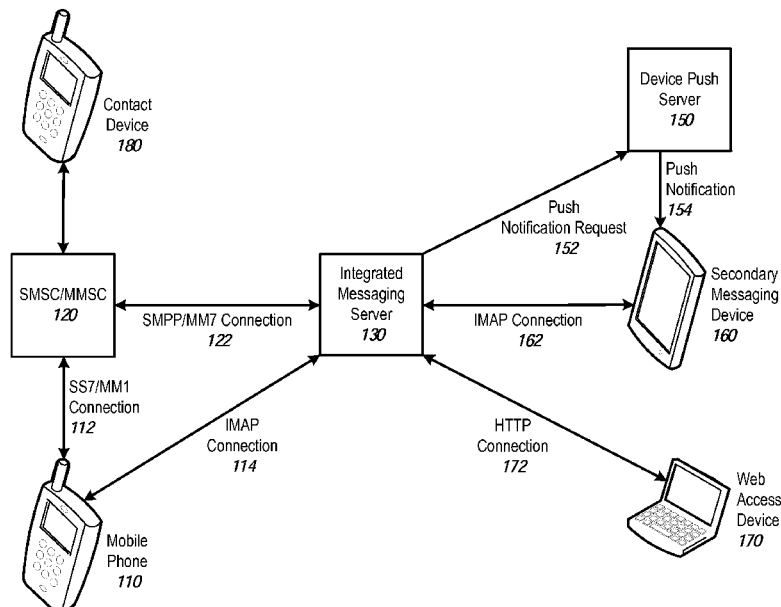 Contact
Device
180
Device Push
Server
150
Push
Notification
154
Push
Notification Request
152
SMSC/MMSC
120
SMPP/MM7 Connection
122
Integrated
Messaging
Server
130
IMAP Connection
162
Secondary
Messaging
Device
160
SS7/MM1
Connection
112
IMAP
Connection
114
HTTP
Connection
172
Mobile
Phone
110
Web
Access
Device
170